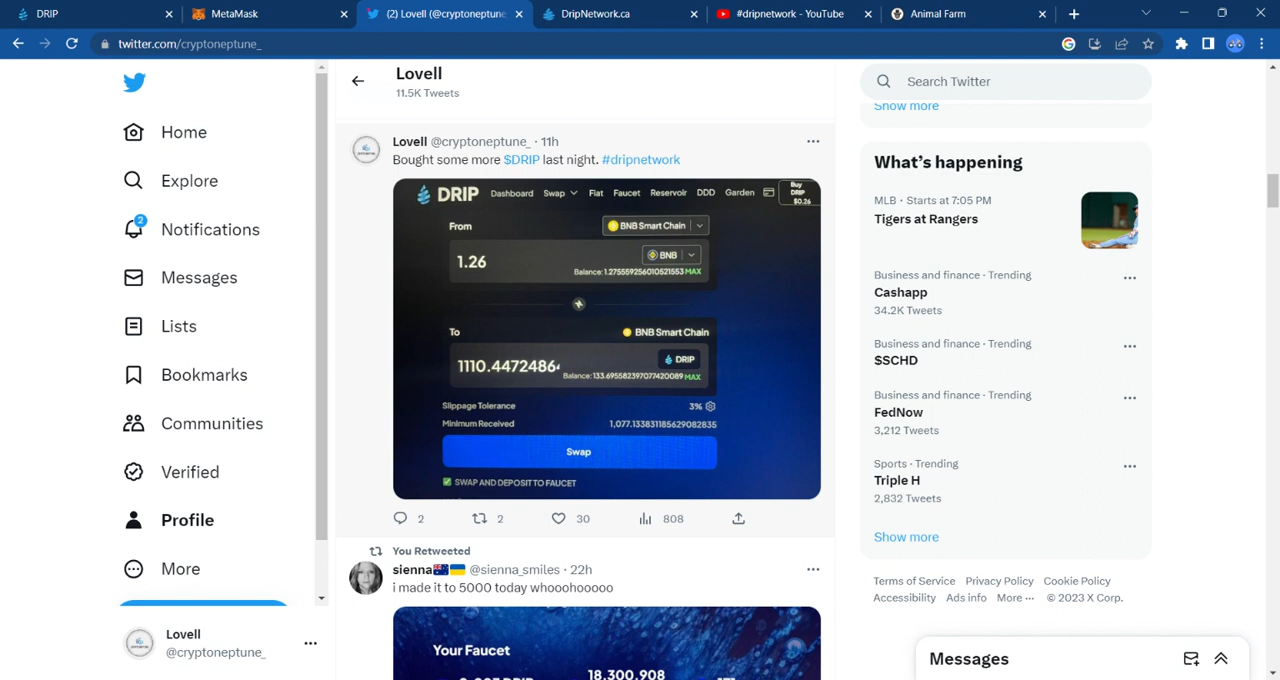 DRIP
MetaMask
(2) Lovell (@cryptoneptune_
DripNetwork.ca
#dripnetwork - YouTube
Animal Farm
twitter.com/cryptoneptune_
Lovell
11.5K Tweets
Search Twitter
Show more
Home
Explore
2
Notifications
Messages
Lists
Bookmarks
Communities
Verified
Profile
More
Lovell
@cryptoneptune_
Lovell @cryptoneptune_ · 11h
Bought some more $DRIP last night. #dripnetwork
DRIP Dashboard Swap Fiat Faucet Reservoir DDD Garden
Buy
DRIP
$0.26
From
BNB Smart Chain
1.26
BNB
Balance: 1.275559256010521553 MAX
To
BNB Smart Chain
1110.4472486
DRIP
Balance: 133.695582397077420089 MAX
Slippage Tolerance 3%
Minimum Received 1,077.133831185629082835
Swap
SWAP AND DEPOSIT TO FAUCET
2 2 30 808
You Retweeted
sienna @sienna_smiles · 22h
i made it to 5000 today whooohooooo
Your Faucet
18,300.908
What's happening
MLB · Starts at 7:05 PM
Tigers at Rangers
Business and finance · Trending
Cashapp
34.2K Tweets
Business and finance · Trending
$SCHD
Business and finance · Trending
FedNow
3,212 Tweets
Sports · Trending
Triple H
2,832 Tweets
Show more
Terms of Service Privacy Policy Cookie Policy
Accessibility Ads info More ··· © 2023 X Corp.
Messages